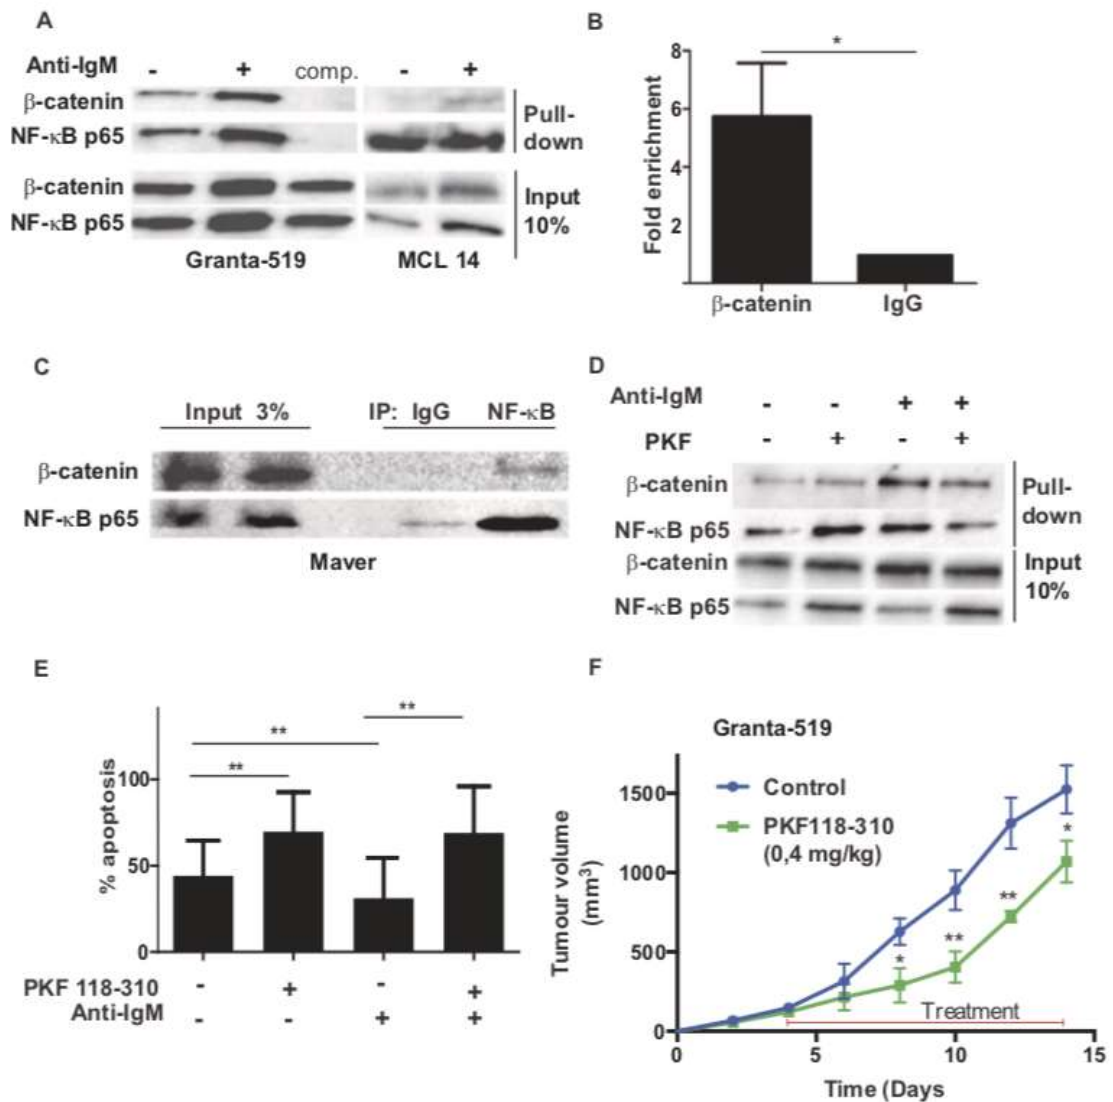 A
Anti-IgM - + comp. - +
β-catenin
NF-κB p65
Pull-
down
β-catenin
NF-κB p65
Input
10%
Granta-519 MCL 14
B
*
8
6
4
2
Fold enrichment
β-catenin IgG
C
Input 3% IP: IgG NF-κB
β-catenin
NF-κB p65
Maver
D
Anti-IgM - - + +
PKF - + - +
β-catenin
NF-κB p65
Pull-
down
β-catenin
NF-κB p65
Input
10%
E
**
**
**
100
50
0
% apoptosis
PKF 118-310 - + - +
Anti-IgM - - + +
F
Granta-519
Control
PKF118-310
(0,4 mg/kg)
1500
1000
500
0
Tumour volume
(mm³)
*
**
**
*
Treatment
0 5 10 15
Time (Days